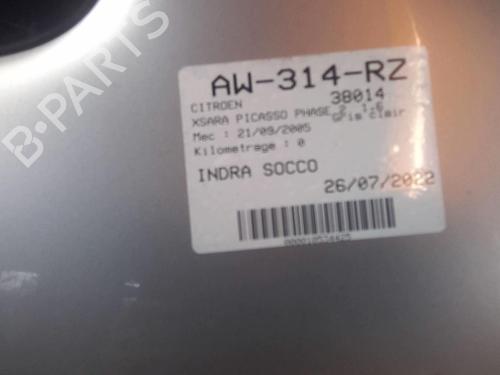 AW-314-RZ
CITROEN 38014
XSARA PICASSO PHASE 2 1.6
Mec : 21/09/2005 Gris clair
Kilometrage : 0
INDRA SOCCO
26/07/2022
B-PARTS